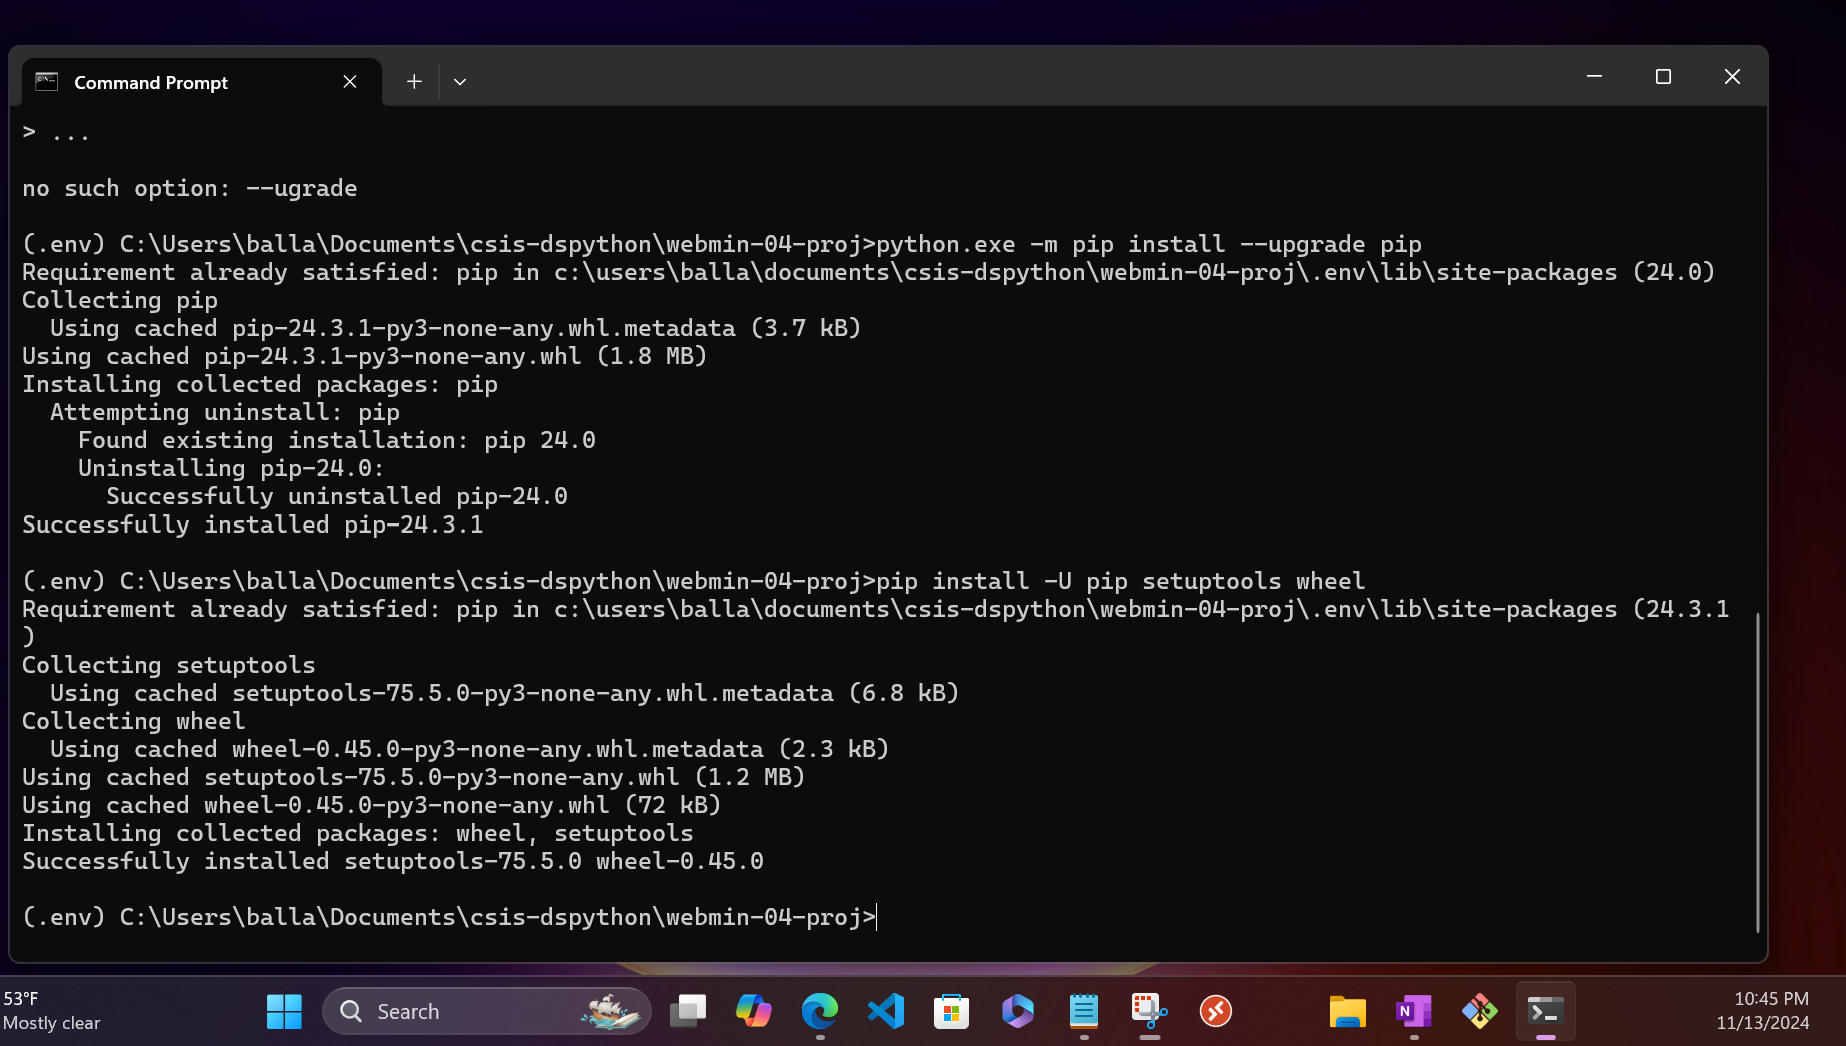 Command Prompt
> ...
no such option: --ugrade
(.env) C:\Users\balla\Documents\csis-dspython\webmin-04-proj>python.exe -m pip install --upgrade pip
Requirement already satisfied: pip in c:\users\balla\documents\csis-dspython\webmin-04-proj\.env\lib\site-packages (24.0)
Collecting pip
  Using cached pip-24.3.1-py3-none-any.whl.metadata (3.7 kB)
Using cached pip-24.3.1-py3-none-any.whl (1.8 MB)
Installing collected packages: pip
  Attempting uninstall: pip
    Found existing installation: pip 24.0
    Uninstalling pip-24.0:
      Successfully uninstalled pip-24.0
Successfully installed pip-24.3.1
(.env) C:\Users\balla\Documents\csis-dspython\webmin-04-proj>pip install -U pip setuptools wheel
Requirement already satisfied: pip in c:\users\balla\documents\csis-dspython\webmin-04-proj\.env\lib\site-packages (24.3.1
)
Collecting setuptools
  Using cached setuptools-75.5.0-py3-none-any.whl.metadata (6.8 kB)
Collecting wheel
  Using cached wheel-0.45.0-py3-none-any.whl.metadata (2.3 kB)
Using cached setuptools-75.5.0-py3-none-any.whl (1.2 MB)
Using cached wheel-0.45.0-py3-none-any.whl (72 kB)
Installing collected packages: wheel, setuptools
Successfully installed setuptools-75.5.0 wheel-0.45.0
(.env) C:\Users\balla\Documents\csis-dspython\webmin-04-proj>
53°F
Mostly clear
Search
N
10:45 PM
11/13/2024